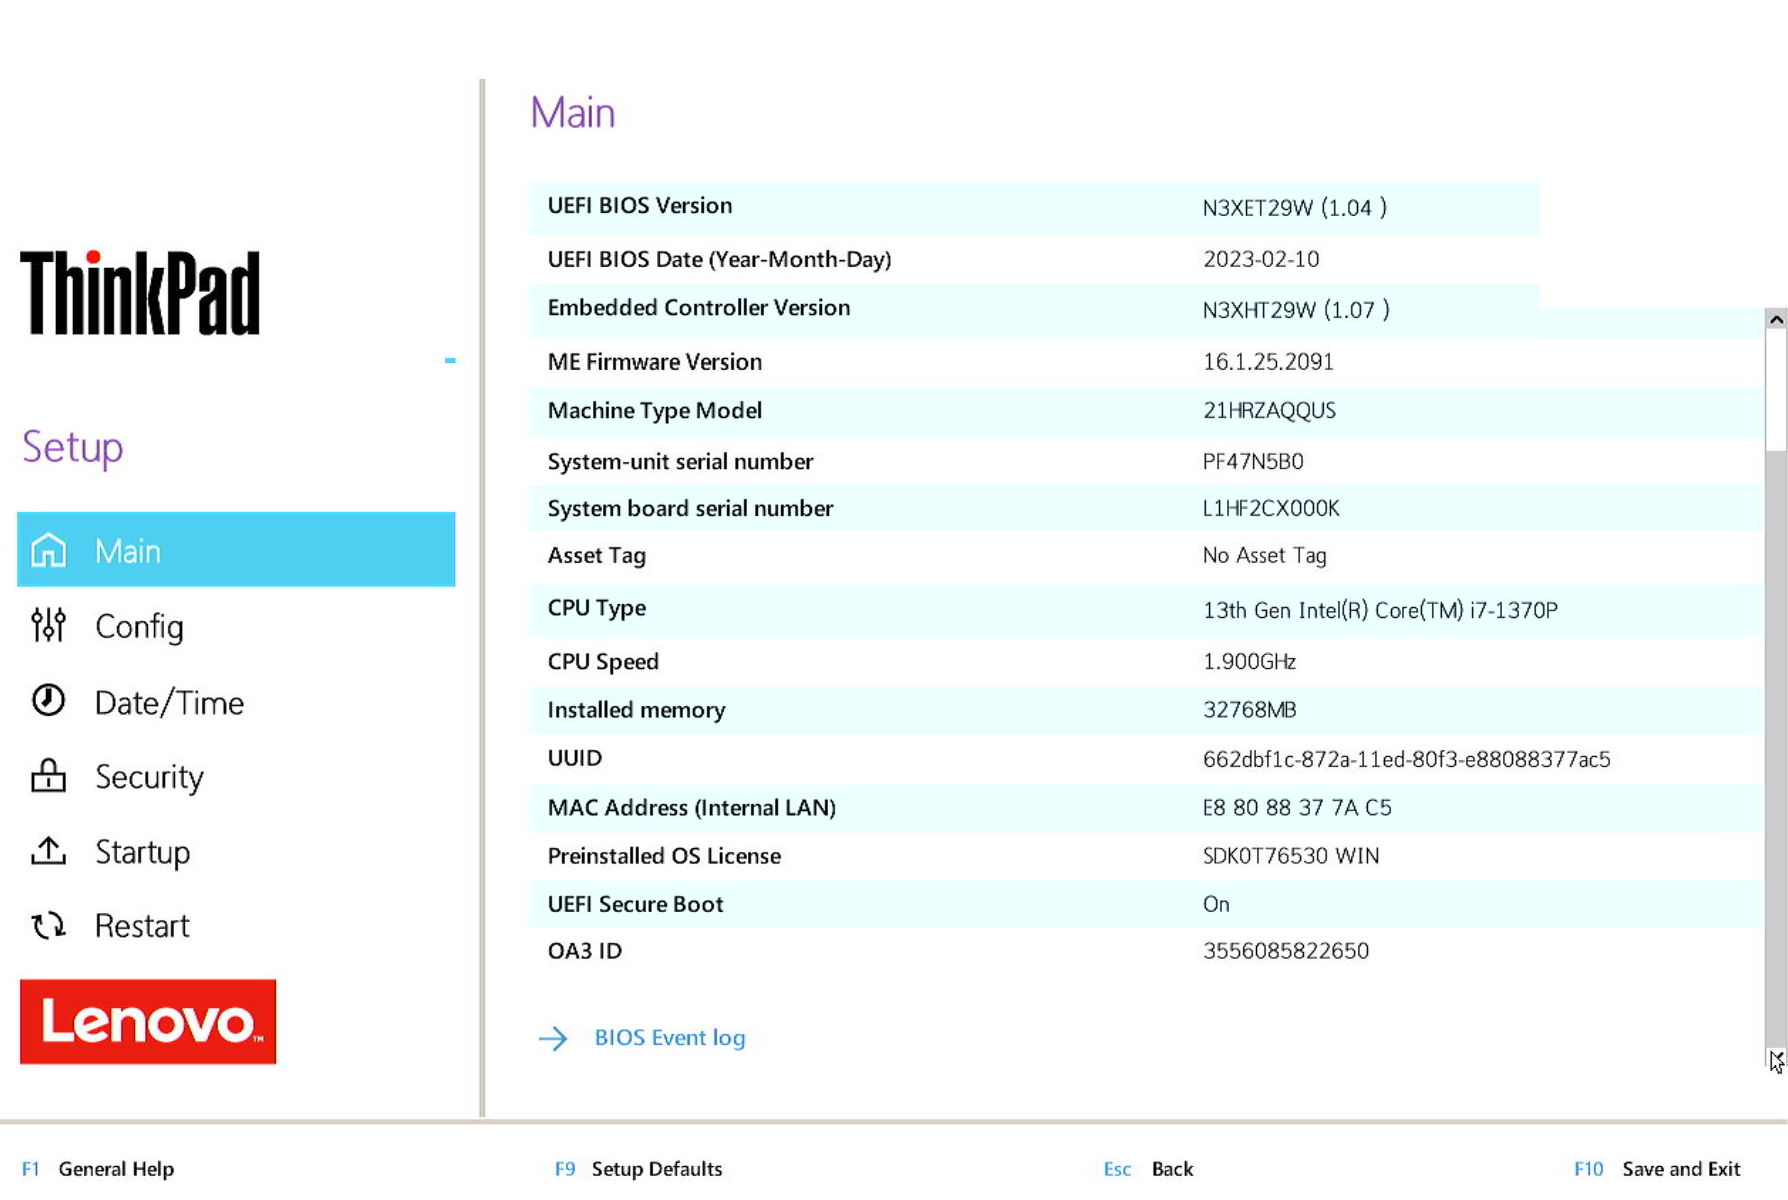 Main
UEFI BIOS Version N3XET29W (1.04 )
UEFI BIOS Date (Year-Month-Day) 2023-02-10
Embedded Controller Version N3XHT29W (1.07 )
ME Firmware Version 16.1.25.2091
Machine Type Model 21HRZAQQUS
System-unit serial number PF47N5B0
System board serial number L1HF2CX000K
Asset Tag No Asset Tag
CPU Type 13th Gen Intel(R) Core(TM) i7-1370P
CPU Speed 1.900GHz
Installed memory 32768MB
UUID 662dbf1c-872a-11ed-80f3-e88088377ac5
MAC Address (Internal LAN) E8 80 88 37 7A C5
Preinstalled OS License SDK0T76530 WIN
UEFI Secure Boot On
OA3 ID 3556085822650
BIOS Event log
ThinkPad
Setup
Main
Config
Date/Time
Security
Startup
Restart
Lenovo™
F1 General Help F9 Setup Defaults Esc Back F10 Save and Exit